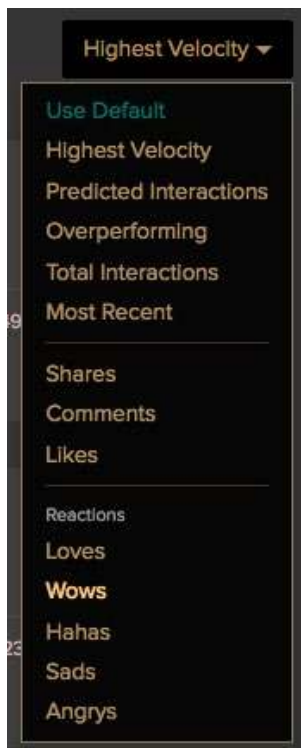 Highest Velocity
Use Default
Highest Velocity
Predicted Interactions
Overperforming
Total Interactions
Most Recent
Shares
Comments
Likes
Reactions
Loves
Wows
Hahas
Sads
Angrys